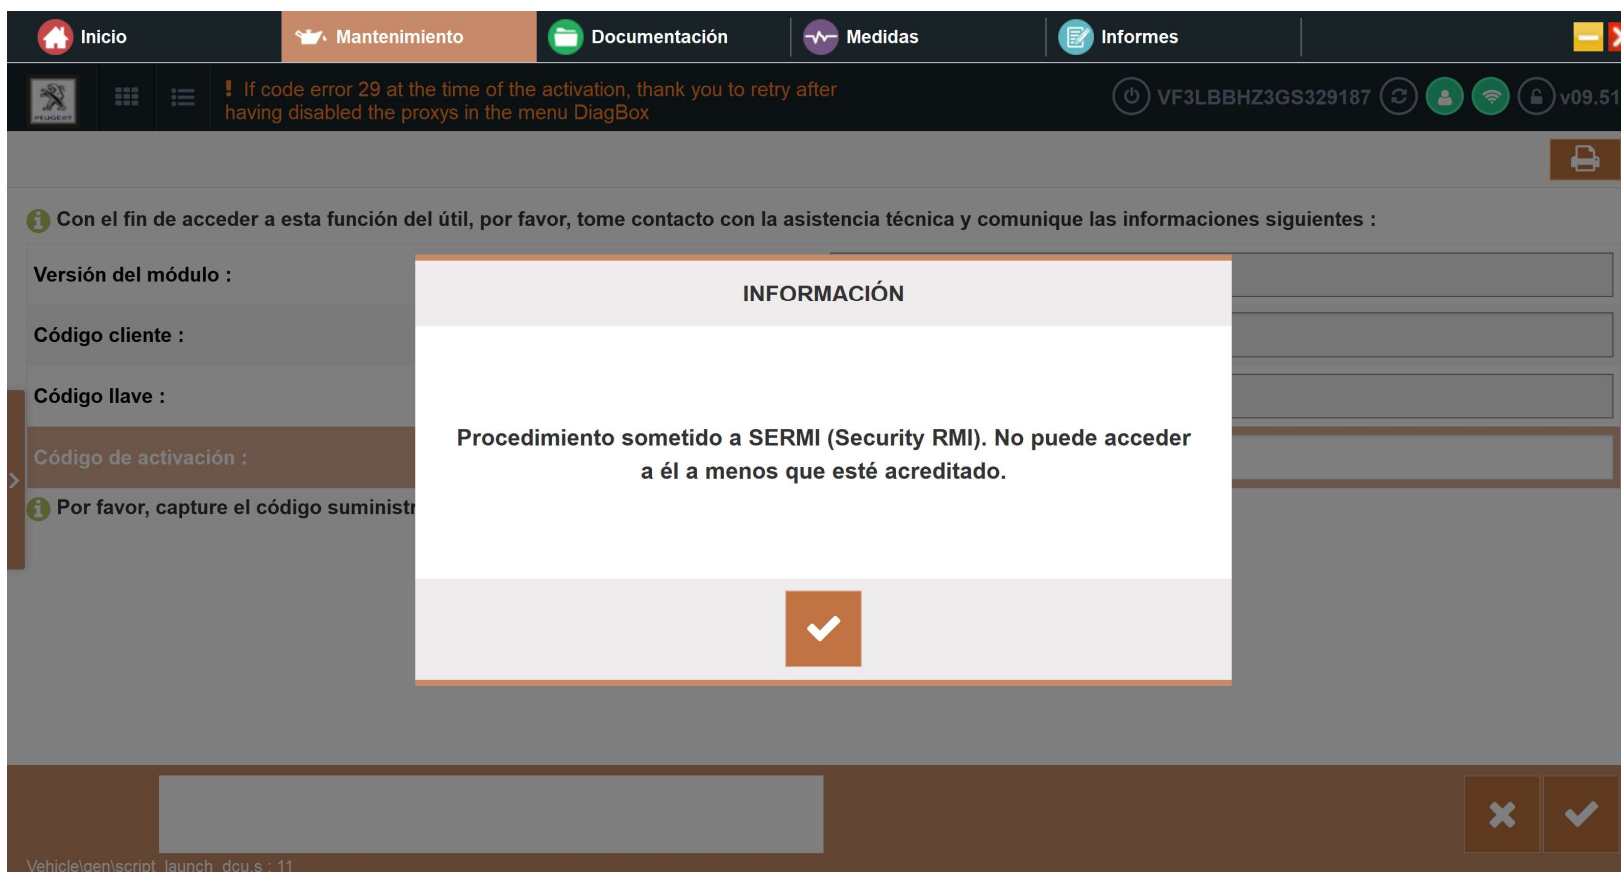 Inicio
Mantenimiento
Documentación
Medidas
Informes
PEUGEOT
! If code error 29 at the time of the activation, thank you to retry after
having disabled the proxys in the menu DiagBox
VF3LBBHZ3GS329187
v09.51
Con el fin de acceder a esta función del útil, por favor, tome contacto con la asistencia técnica y comunique las informaciones siguientes :
Versión del módulo :
Código cliente :
Código llave :
Código de activación :
Por favor, capture el código suministr
INFORMACIÓN
Procedimiento sometido a SERMI (Security RMI). No puede acceder
a él a menos que esté acreditado.
Vehicle\gen\script_launch_dcu.s : 11